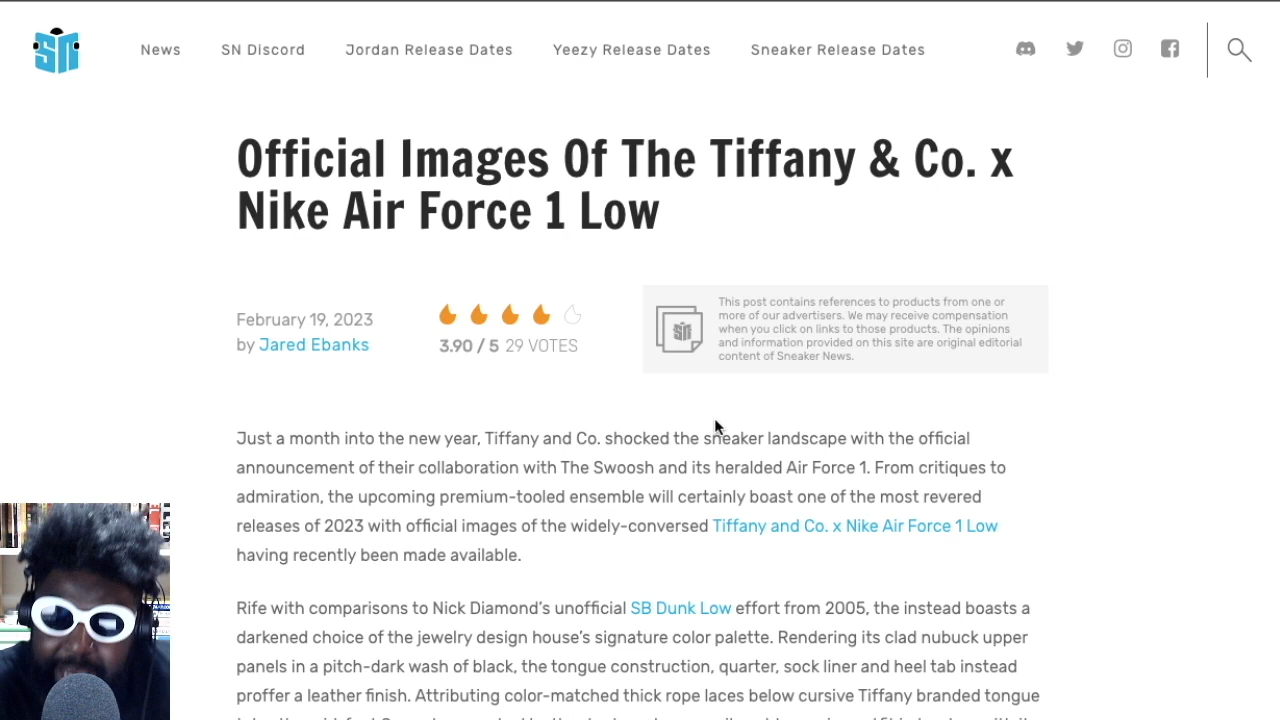 SN
News
SN Discord
Jordan Release Dates
Yeezy Release Dates
Sneaker Release Dates
Official Images Of The Tiffany & Co. x
Nike Air Force 1 Low
February 19, 2023
by Jared Ebanks
3.90 / 5 29 VOTES
SN
This post contains references to products from one or
more of our advertisers. We may receive compensation
when you click on links to those products. The opinions
and information provided on this site are original editorial
content of Sneaker News.
Just a month into the new year, Tiffany and Co. shocked the sneaker landscape with the official
announcement of their collaboration with The Swoosh and its heralded Air Force 1. From critiques to
admiration, the upcoming premium-tooled ensemble will certainly boast one of the most revered
releases of 2023 with official images of the widely-conversed Tiffany and Co. x Nike Air Force 1 Low
having recently been made available.
Rife with comparisons to Nick Diamond's unofficial SB Dunk Low effort from 2005, the instead boasts a
darkened choice of the jewelry design house's signature color palette. Rendering its clad nubuck upper
panels in a pitch-dark wash of black, the tongue construction, quarter, sock liner and heel tab instead
proffer a leather finish. Attributing color-matched thick rope laces below cursive Tiffany branded tongue